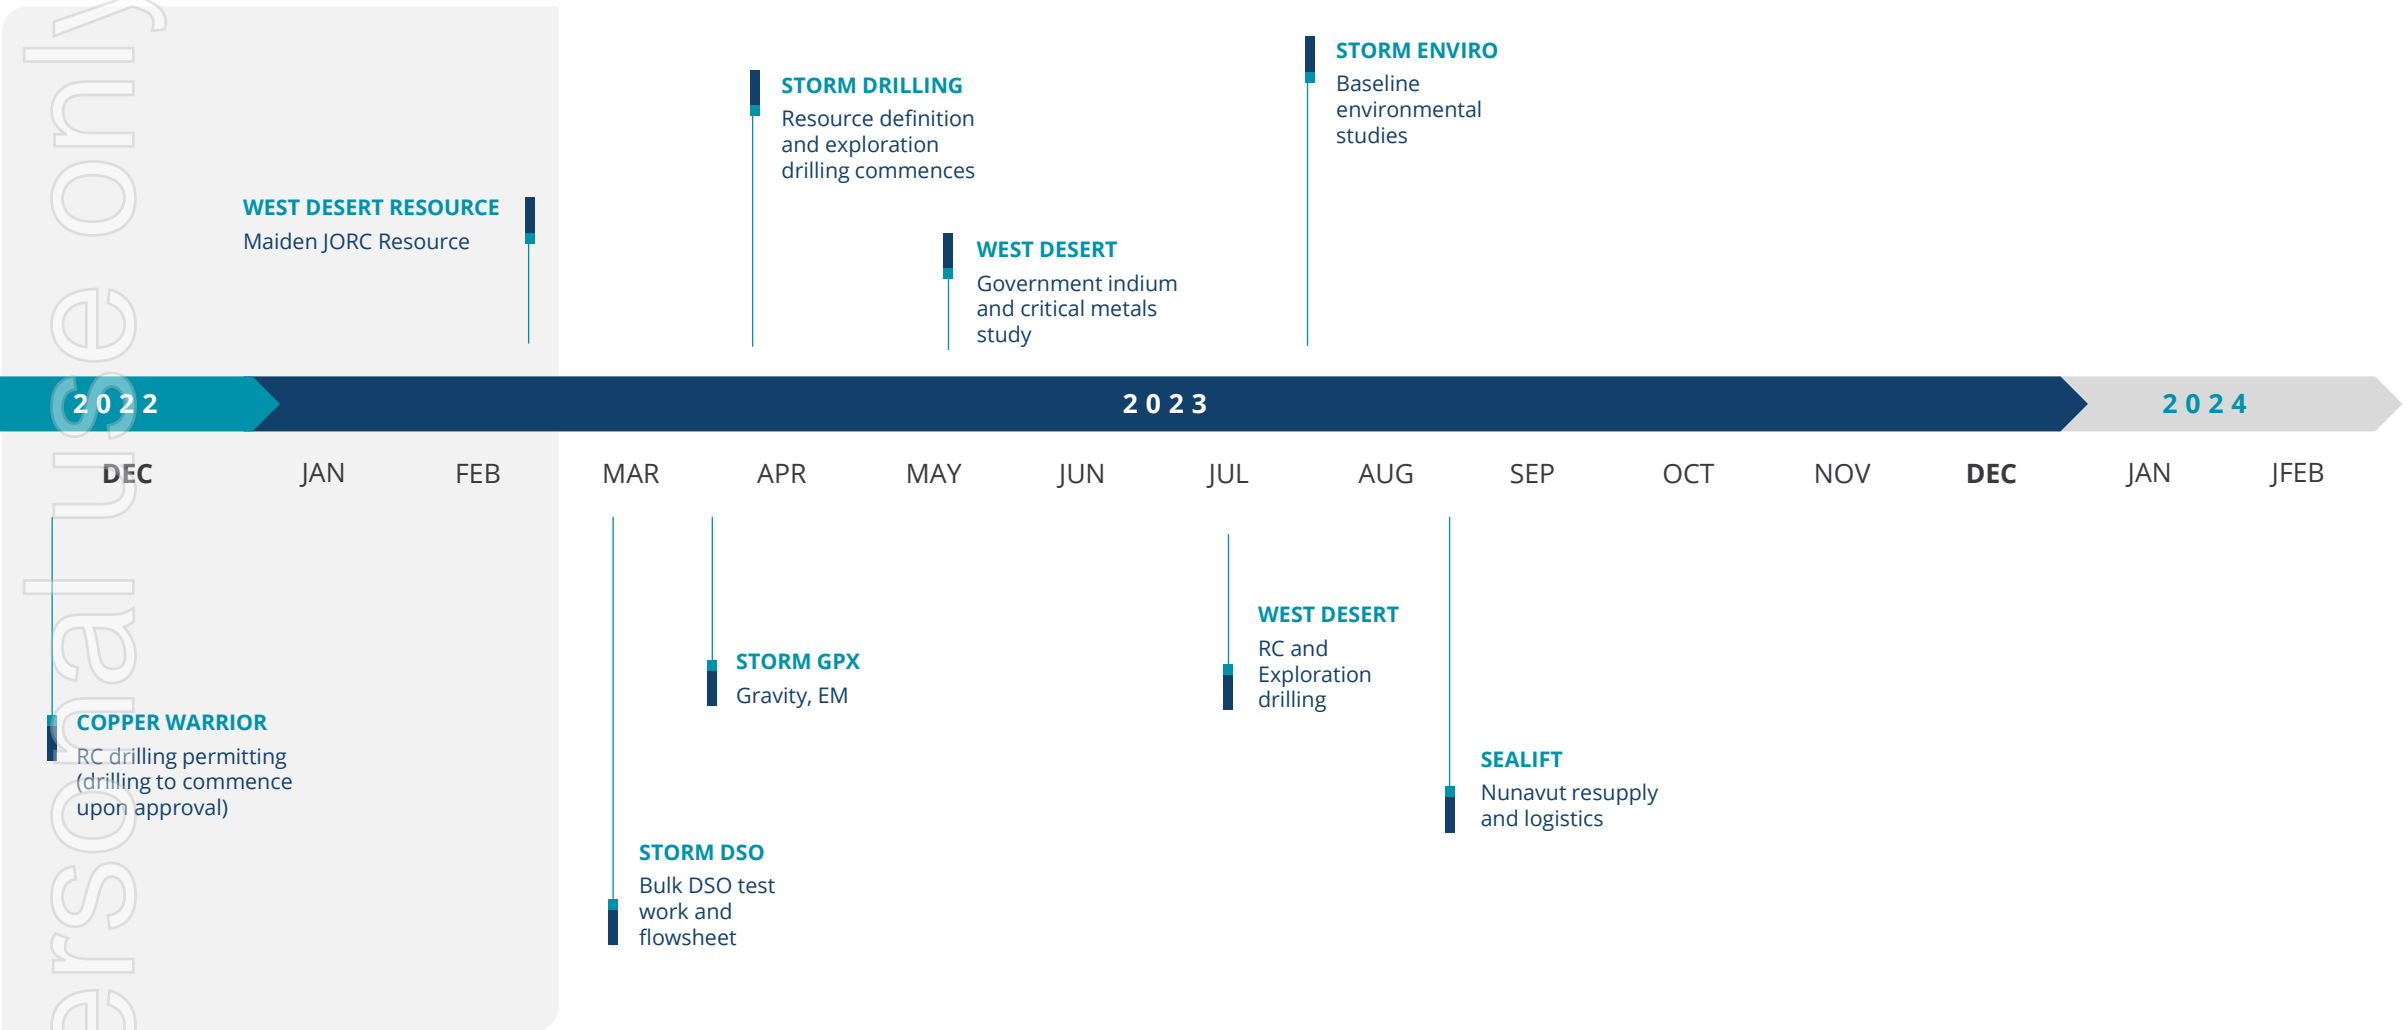 STORM ENVIRO
Baseline
environmental
studies
STORM DRILLING
Resource definition
and exploration
drilling commences
WEST DESERT RESOURCE
Maiden JORC Resource
WEST DESERT
Government indium
and critical metals
study
2022
2023
2024
DEC JAN FEB MAR APR MAY JUN JUL AUG SEP OCT NOV DEC JAN JFEB
WEST DESERT
RC and
Exploration
drilling
STORM GPX
Gravity, EM
COPPER WARRIOR
RC drilling permitting
(drilling to commence
upon approval)
SEALIFT
Nunavut resupply
and logistics
STORM DSO
Bulk DSO test
work and
flowsheet
ersonal use only